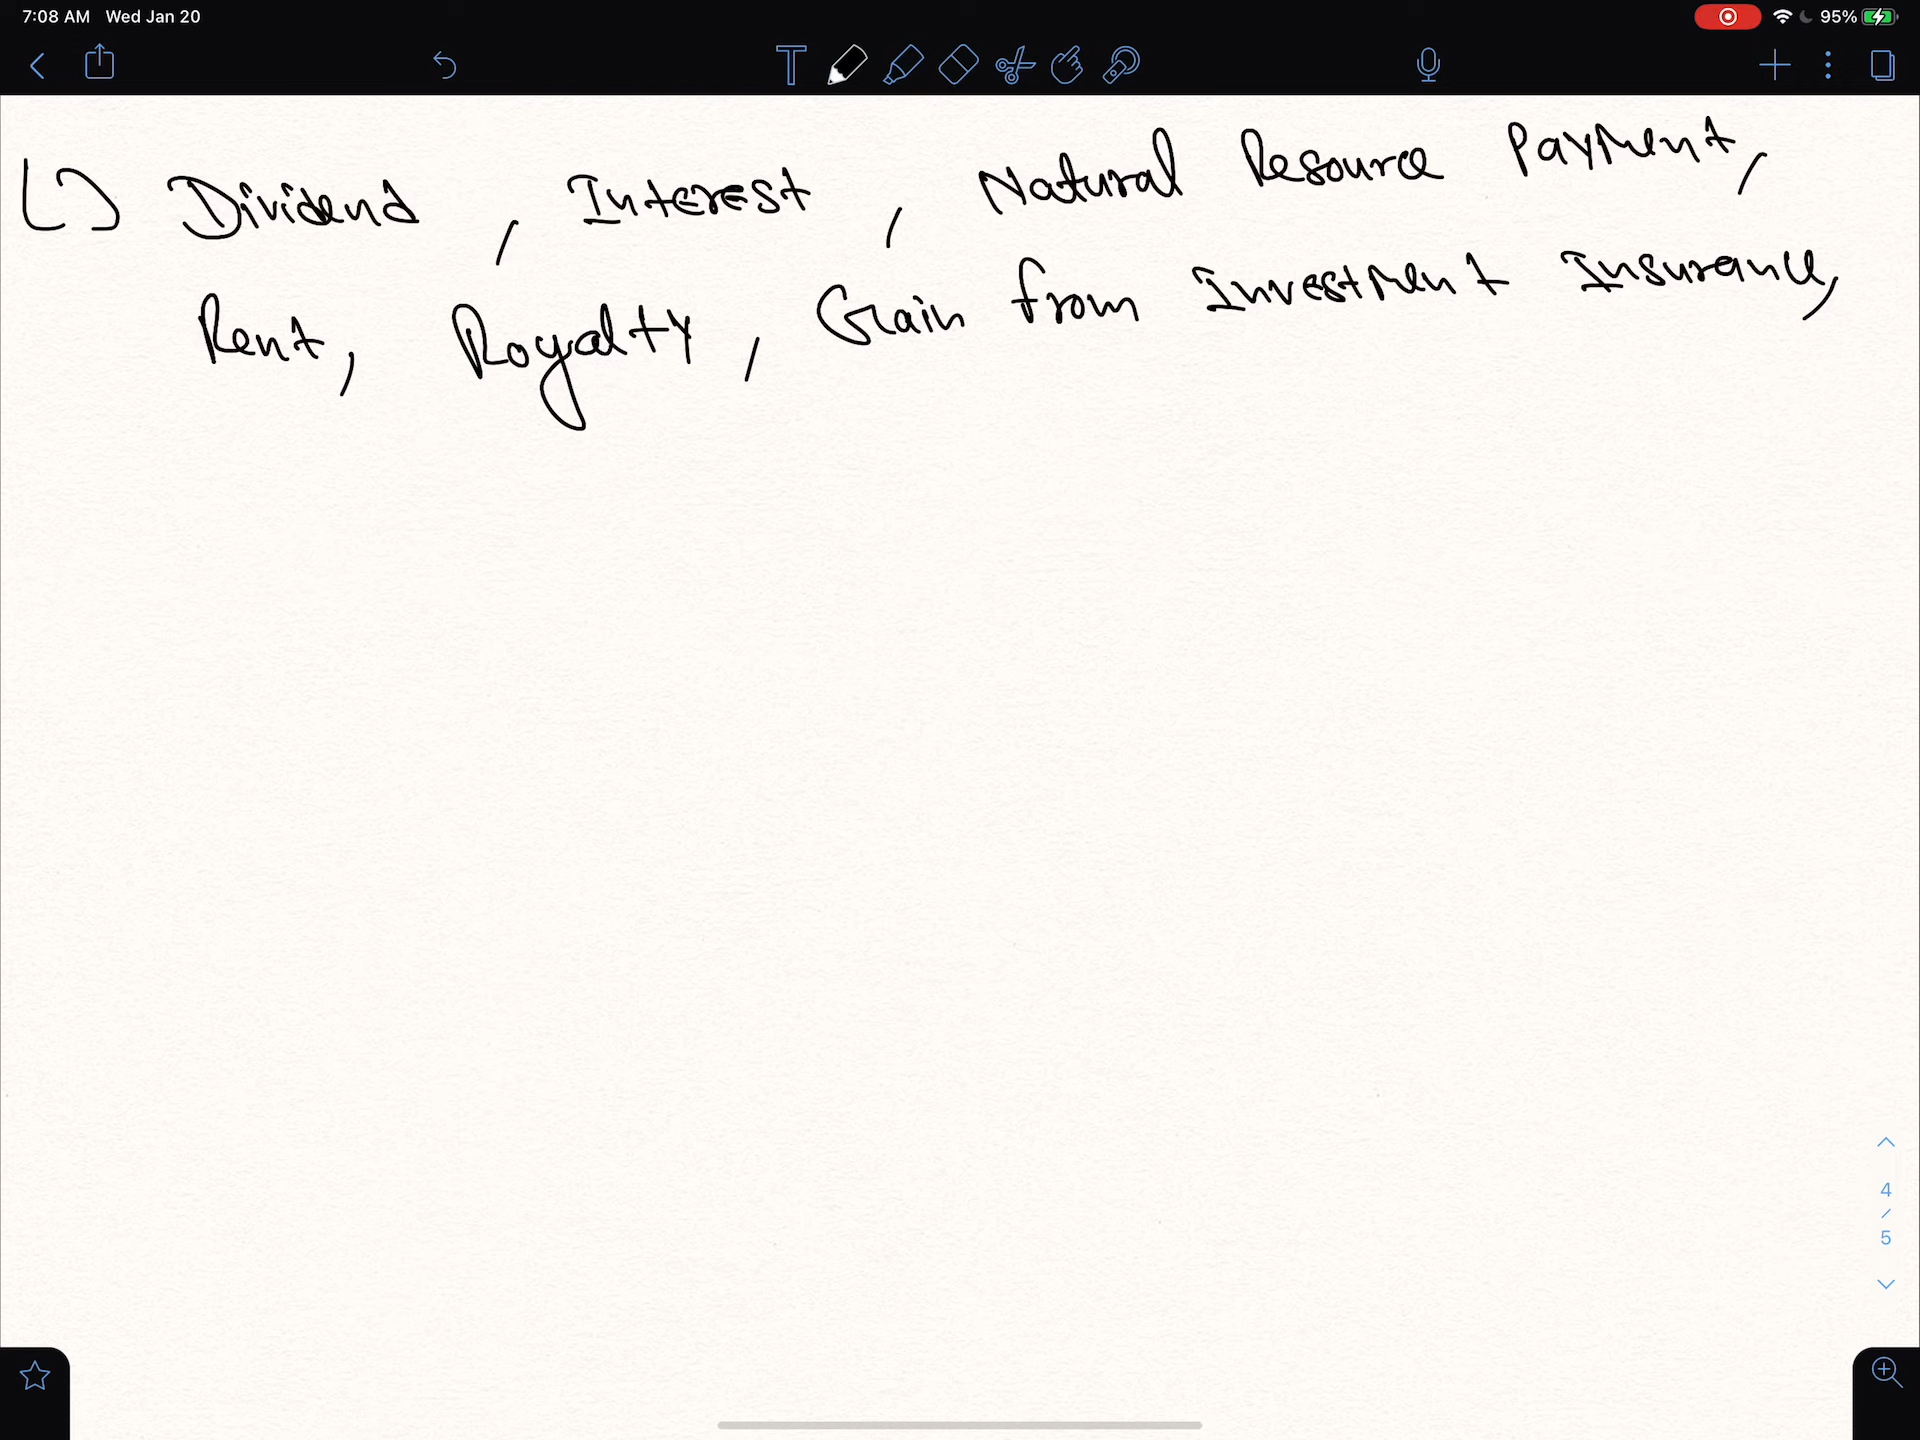 7:08 AM Wed Jan 20
95%
T
[] Dividend, Interest, Natural Resource Payment,
Rent, Royalty, Gain from Investment Insurance,
4
/
5